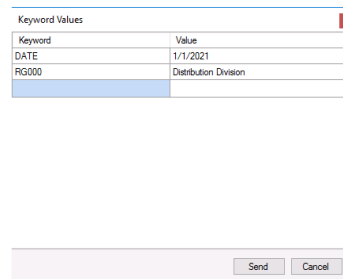 Keyword Values
Keyword Value
DATE 1/1/2021
RG000 Distribution Division
Send Cancel